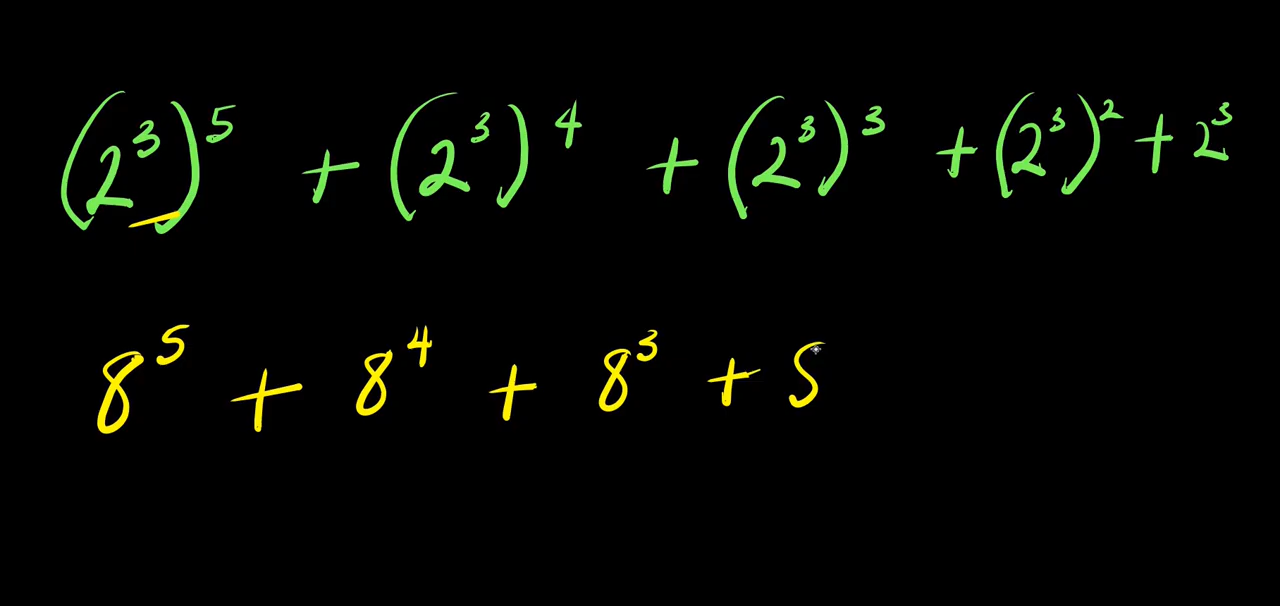 (2³)⁵ + (2³)⁴ + (2³)³ + (2³)² + 2³
8⁵ + 8⁴ + 8³ +